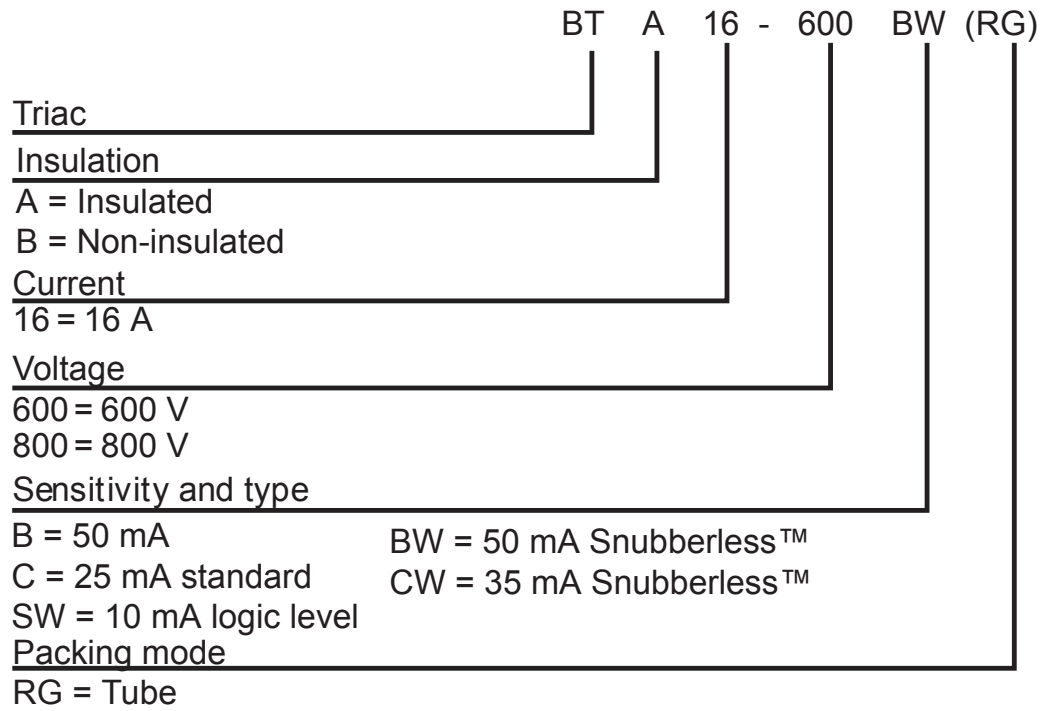 BT A 16 - 600 BW (RG)
Triac
Insulation
A = Insulated
B = Non-insulated
Current
16 = 16 A
Voltage
600 = 600 V
800 = 800 V
Sensitivity and type
B = 50 mA BW = 50 mA Snubberless™
C = 25 mA standard CW = 35 mA Snubberless™
SW = 10 mA logic level
Packing mode
RG = Tube